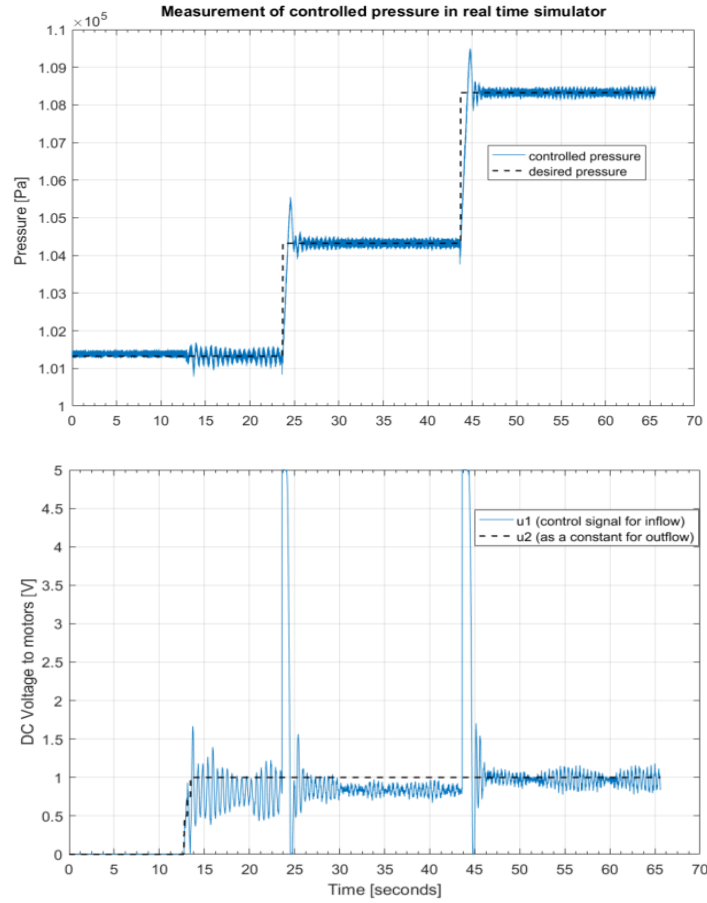 Measurement of controlled pressure in real time simulator
×10⁵
1.1
1.09
1.08
1.07
1.06
1.05
1.04
1.03
1.02
1.01
1
Pressure [Pa]
controlled pressure
desired pressure
0 5 10 15 20 25 30 35 40 45 50 55 60 65 70
5
4.5
4
3.5
3
2.5
2
1.5
1
0.5
0
DC Voltage to motors [V]
u1 (control signal for inflow)
u2 (as a constant for outflow)
0 5 10 15 20 25 30 35 40 45 50 55 60 65 70
Time [seconds]